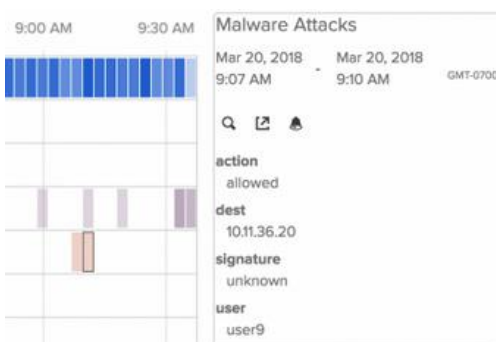 9:00 AM 9:30 AM
Malware Attacks
Mar 20, 2018 - Mar 20, 2018
9:07 AM 9:10 AM GMT-0700
action
allowed
dest
10.11.36.20
signature
unknown
user
user9